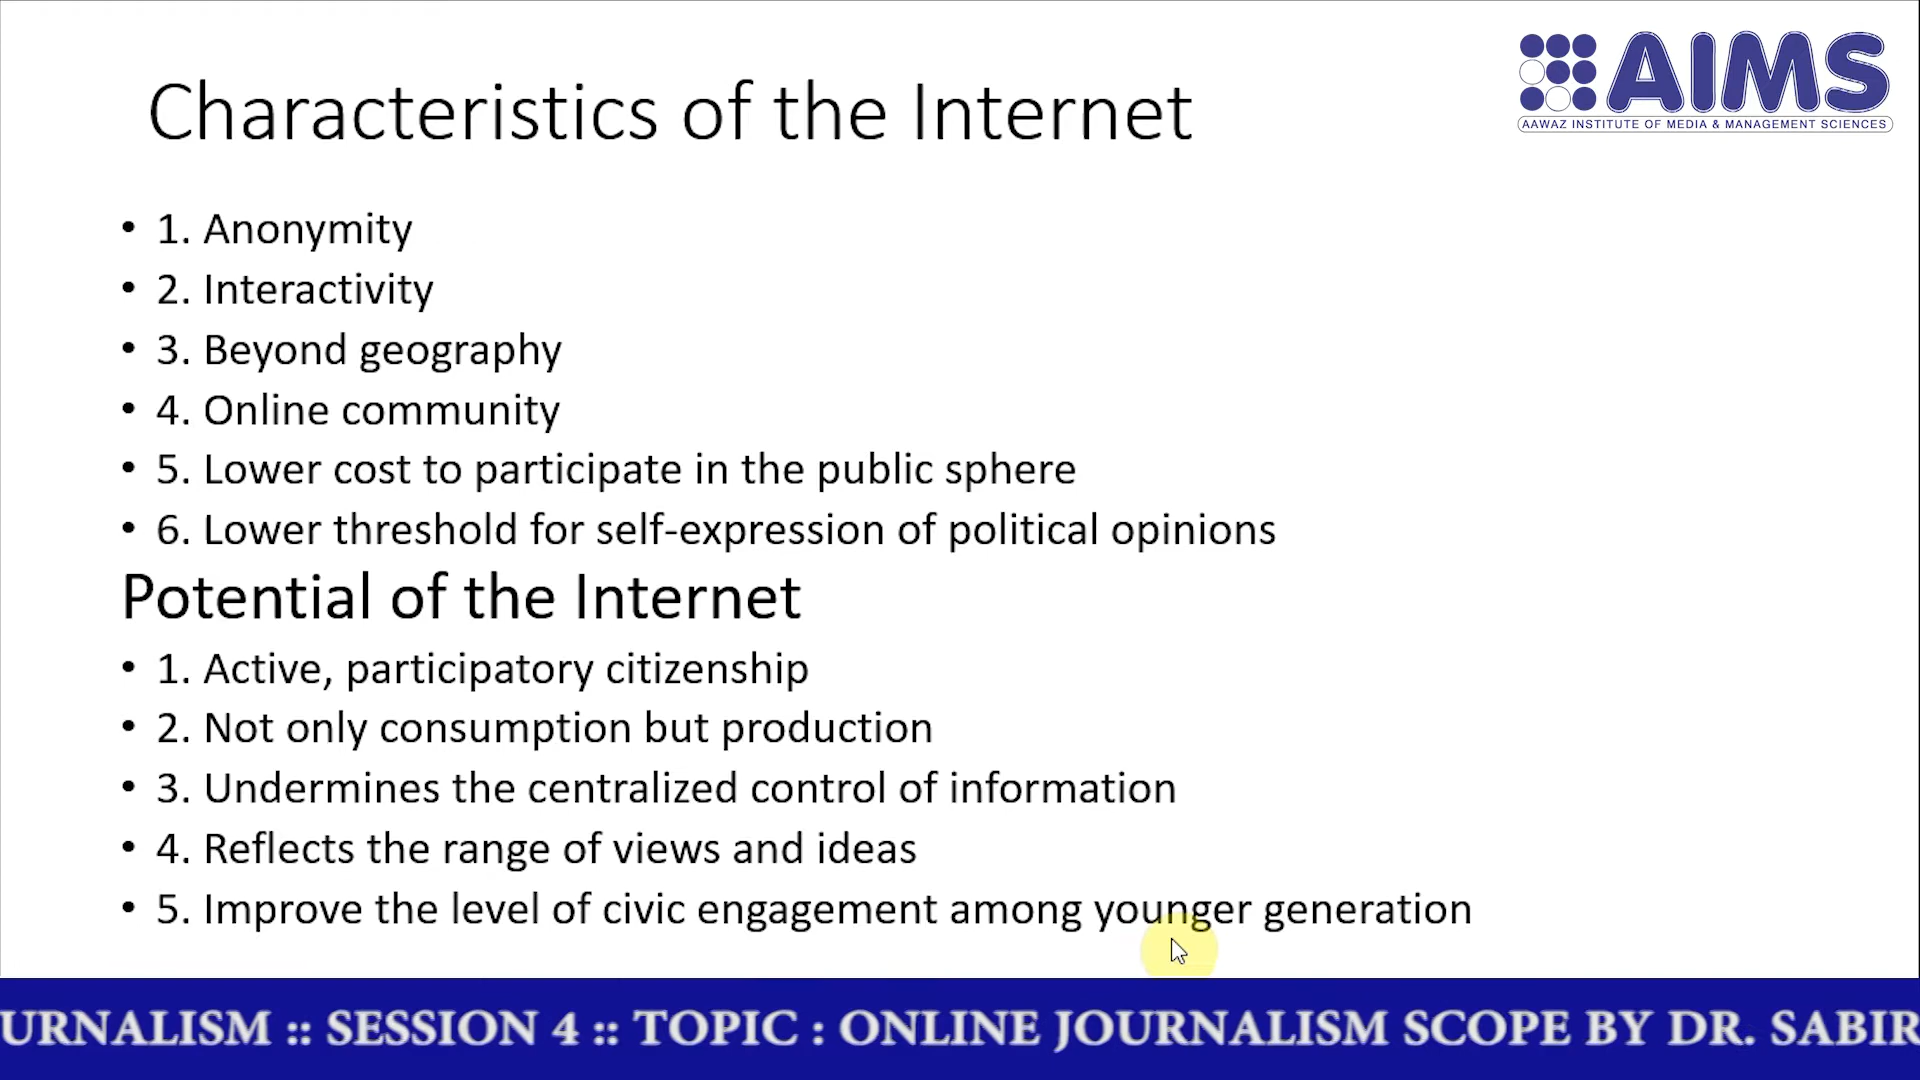 AIMS
AAWAZ INSTITUTE OF MEDIA & MANAGEMENT SCIENCES
Characteristics of the Internet
• 1. Anonymity
• 2. Interactivity
• 3. Beyond geography
• 4. Online community
• 5. Lower cost to participate in the public sphere
• 6. Lower threshold for self-expression of political opinions
Potential of the Internet
• 1. Active, participatory citizenship
• 2. Not only consumption but production
• 3. Undermines the centralized control of information
• 4. Reflects the range of views and ideas
• 5. Improve the level of civic engagement among younger generation
URNALISM :: SESSION 4 :: TOPIC : ONLINE JOURNALISM SCOPE BY DR. SABIR